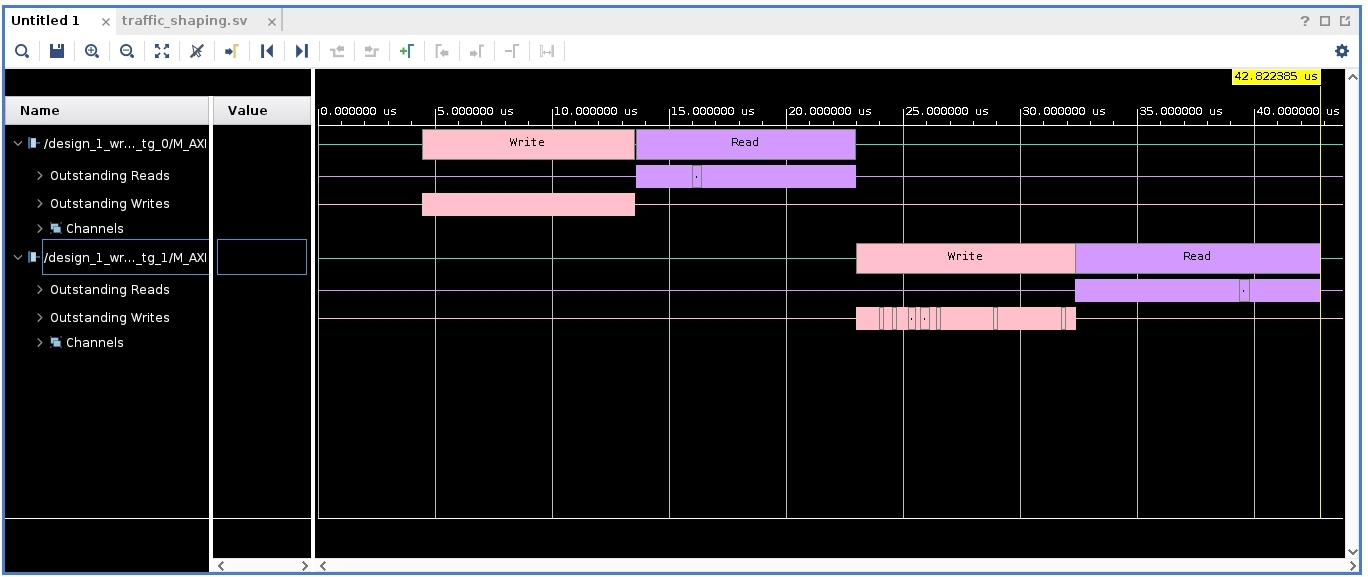 Untitled 1 × traffic_shaping.sv ×
?
42.822385 us
Name Value 0.000000 us 5.000000 us 10.000000 us 15.000000 us 20.000000 us 25.000000 us 30.000000 us 35.000000 us 40.000000 us
/design_1_wr..._tg_0/M_AXI Write Read
Outstanding Reads
Outstanding Writes
Channels
/design_1_wr..._tg_1/M_AXI Write Read
Outstanding Reads
Outstanding Writes
Channels